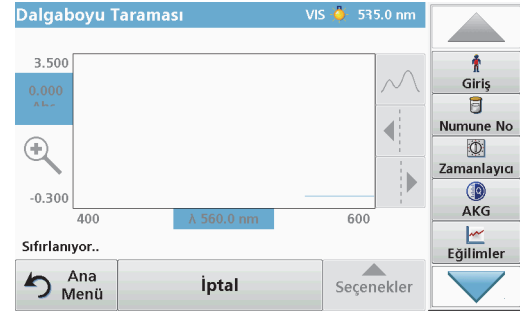 Dalgaboyu Taraması VIS 535.0 nm
3.500
0.000
Abs
-0.300
400 λ 560.0 nm 600
Sıfırlanıyor..
Ana Menü
İptal
Seçenekler
Giriş
Numune No
Zamanlayıcı
AKG
Eğilimler